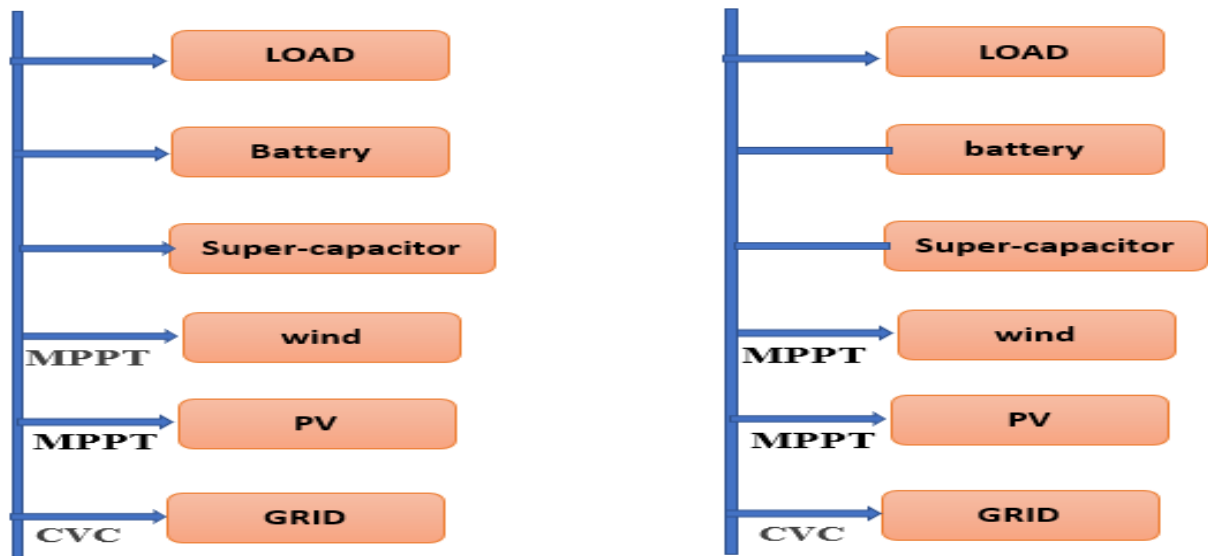 LOAD
Battery
Super-capacitor
wind
MPPT
PV
MPPT
GRID
CVC
LOAD
battery
Super-capacitor
wind
MPPT
PV
MPPT
GRID
CVC